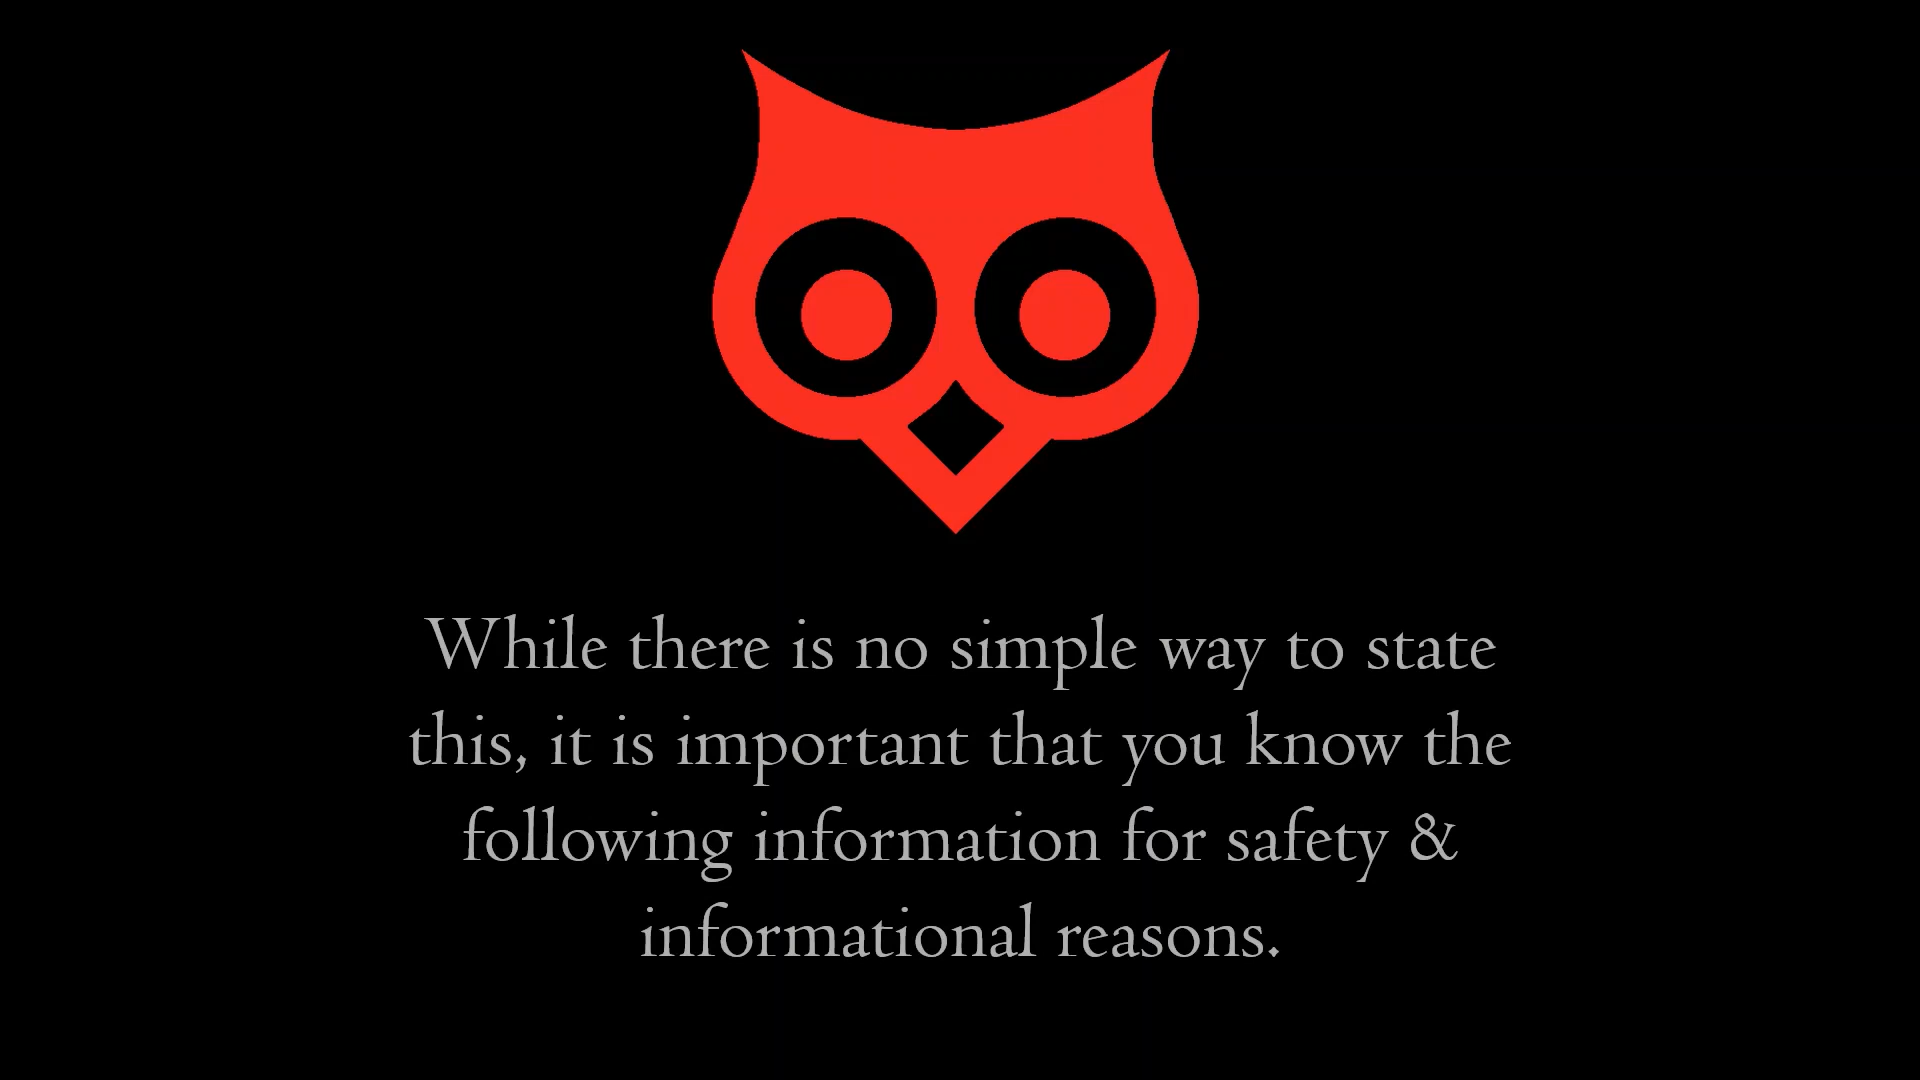 While there is no simple way to state
this, it is important that you know the
following information for safety &
informational reasons.